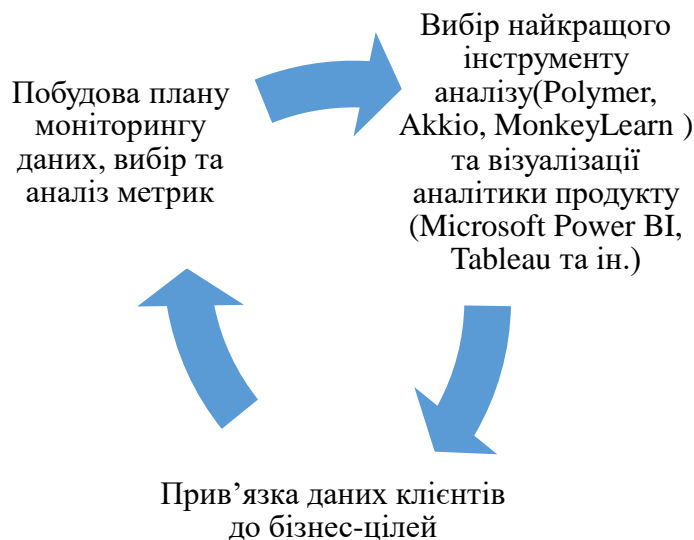 Побудова плану
моніторингу
даних, вибір та
аналіз метрик
Вибір найкращого
інструменту
аналізу(Polymer,
Akkio, MonkeyLearn )
та візуалізації
аналітики продукту
(Microsoft Power BI,
Tableau та ін.)
Прив’язка даних клієнтів
до бізнес-цілей